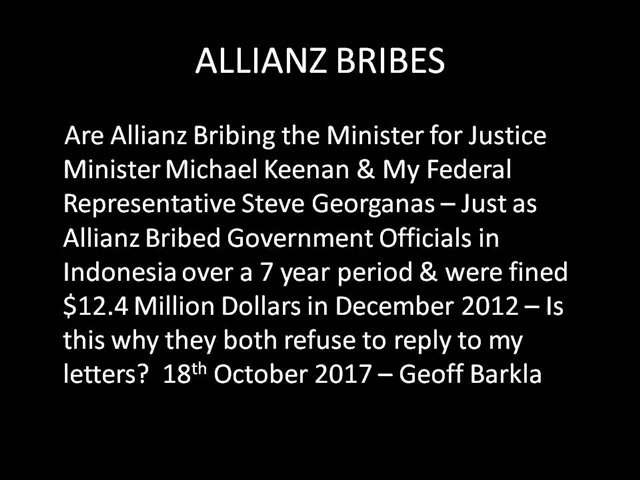 ALLIANZ BRIBES
Are Allianz Bribing the Minister for Justice
Minister Michael Keenan & My Federal
Representative Steve Georganas – Just as
Allianz Bribed Government Officials in
Indonesia over a 7 year period & were fined
$12.4 Million Dollars in December 2012 – Is
this why they both refuse to reply to my
letters?  18th October 2017 – Geoff Barkla